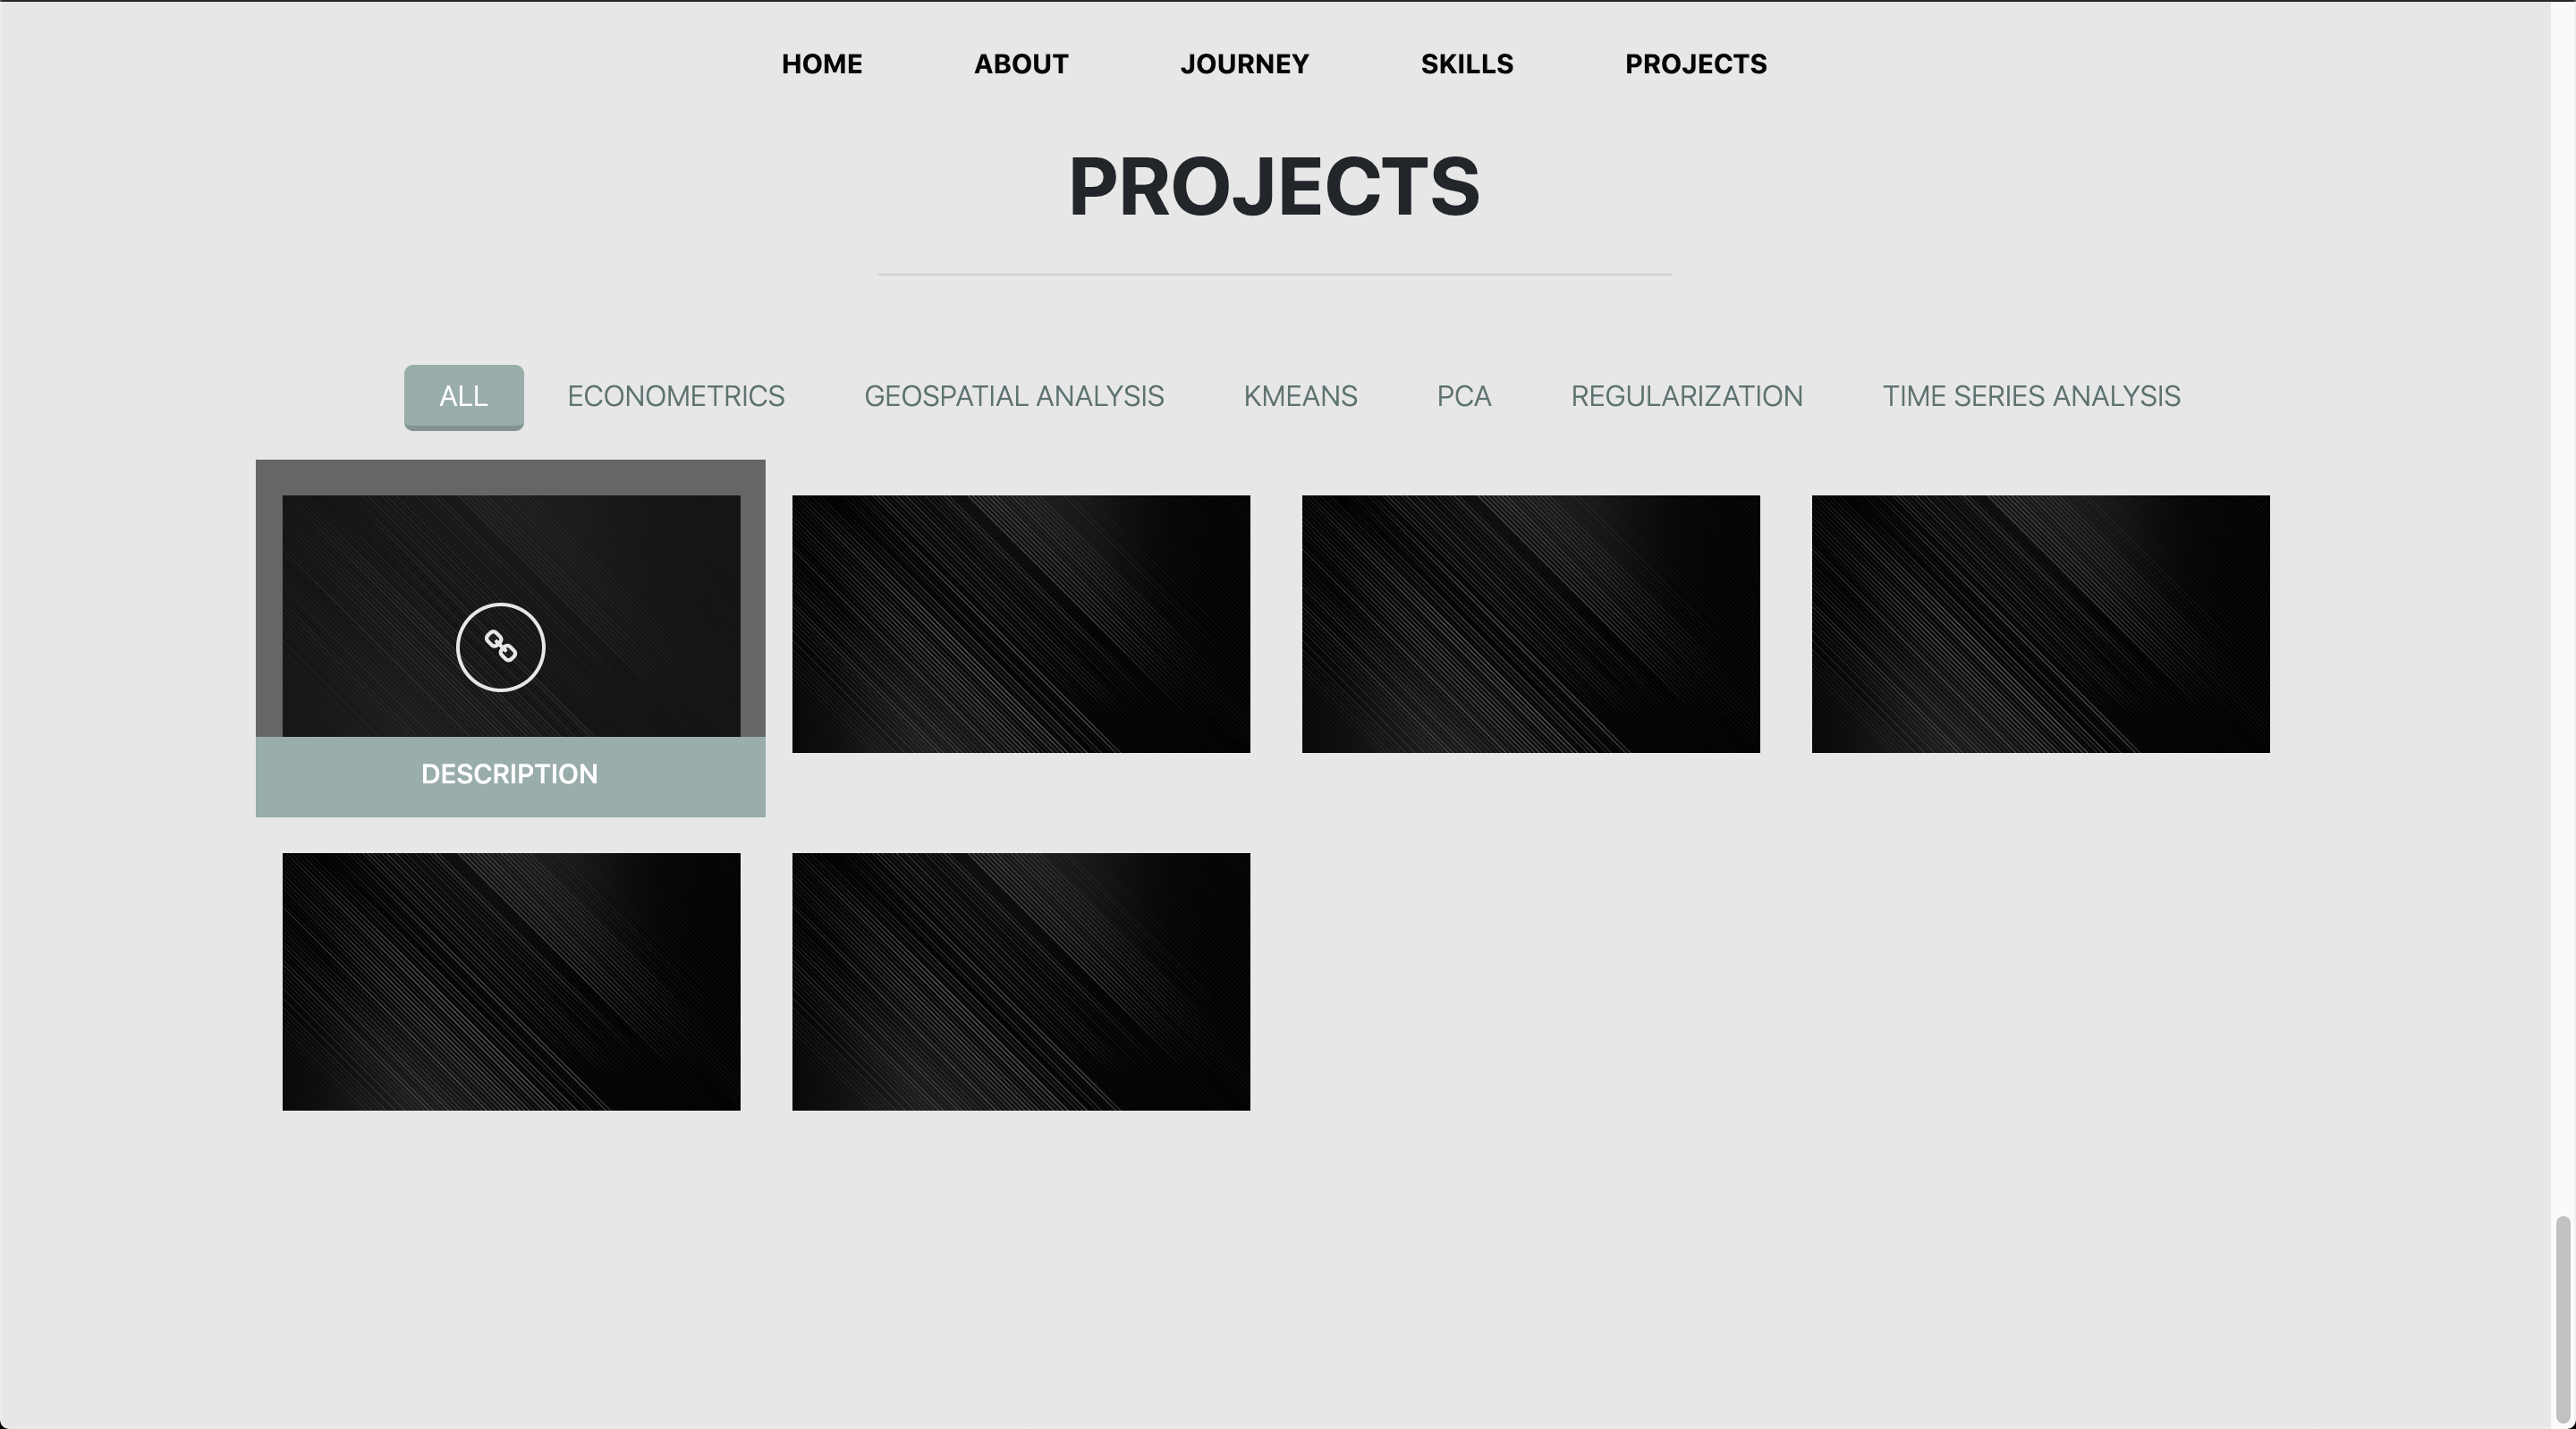 HOME ABOUT JOURNEY SKILLS PROJECTS
PROJECTS
ALL ECONOMETRICS GEOSPATIAL ANALYSIS KMEANS PCA REGULARIZATION TIME SERIES ANALYSIS
DESCRIPTION